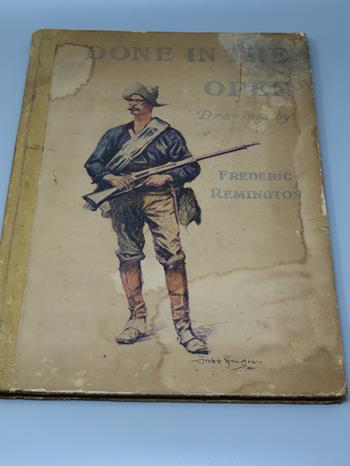 DONE IN THE
OPEN
Drawings by
FREDERIC
REMINGTON